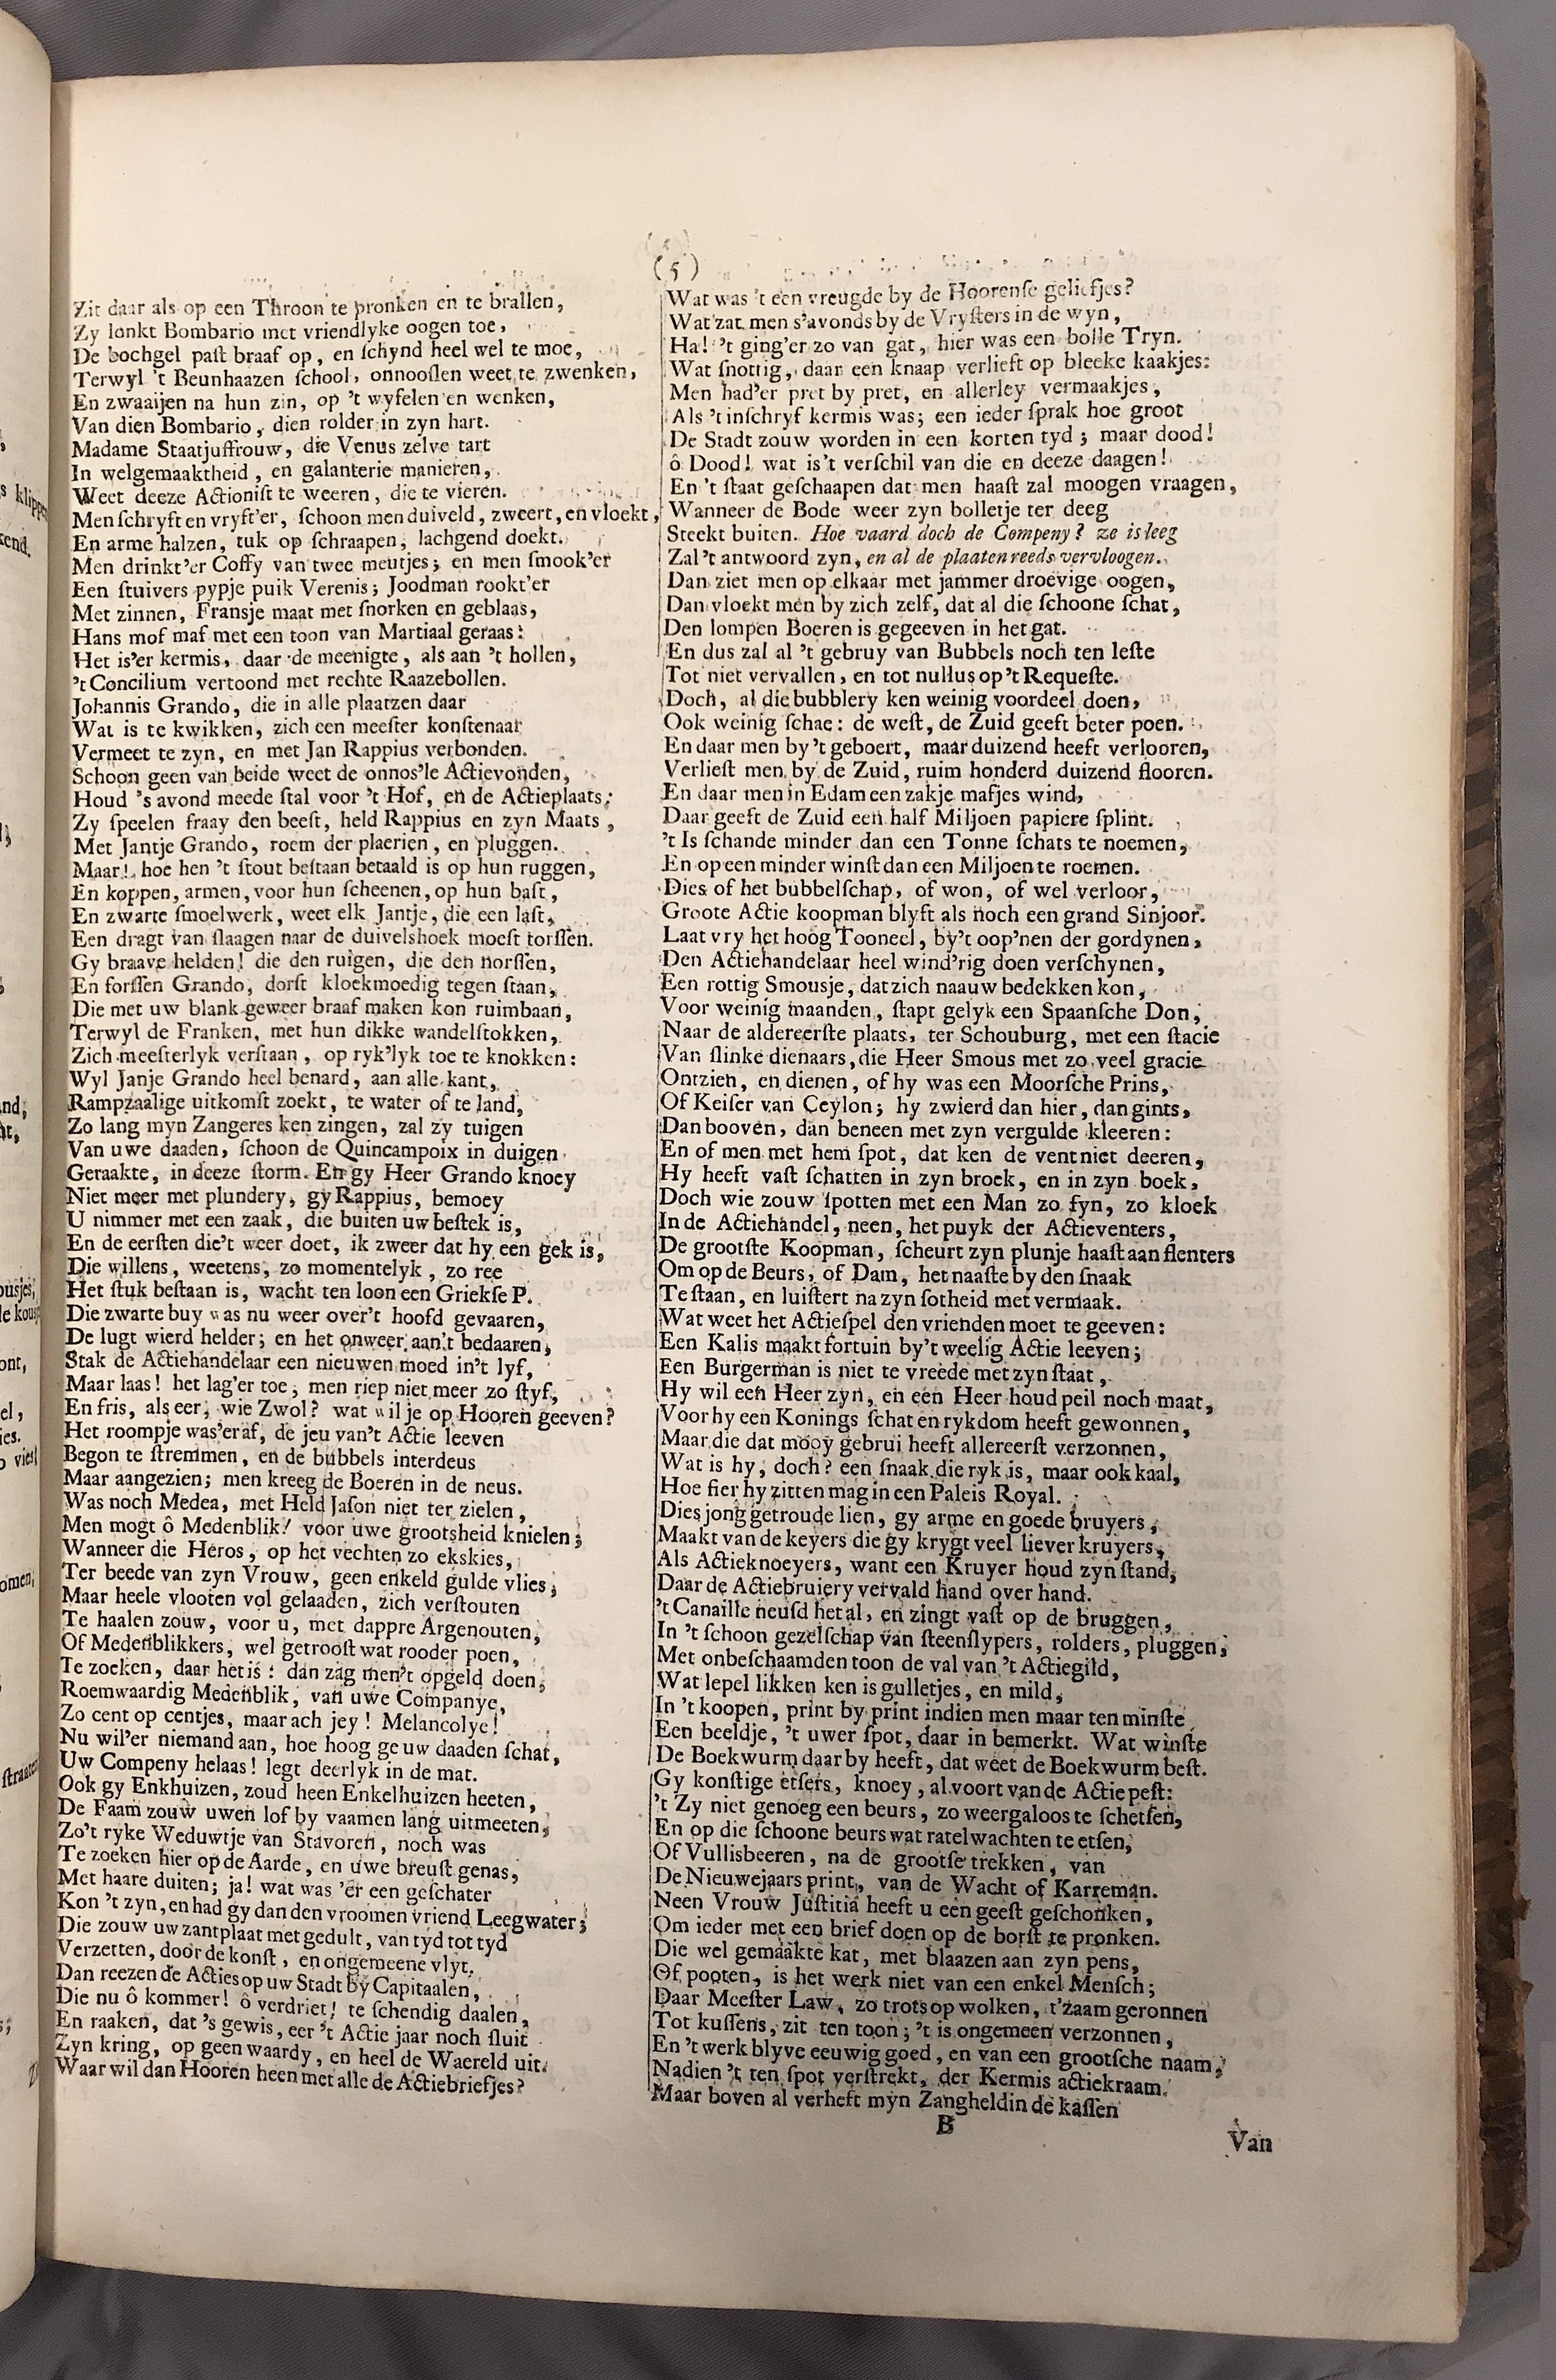 (5)
Zit daar als op een Throon te pronken en te brallen,
Zy lonkt Bombario met vriendlyke oogen toe,
De bochgel past braaf op, en schynd heel wel te moe,
Terwyl 't Beunhaazen school, onnooslen weet te zwenken,
En zwaaijen na hun zin, op 't wyfelen en wenken,
Van dien Bombario, dien rolder in zyn hart.
Madame Staatjuffrouw, die Venus zelve tart
In welgemaaktheid, en galanterie manieren,
Weet deeze Actionist te weeren, die te vieren.
Men schryft en vryft'er, schoon men duiveld, zweert, en vloekt,
En arme halzen, tuk op schraapen, lachgend doekt.
Men drinkt'er Coffy van twee meutjes; en men smook'er
Een stuivers pypje puik Verenis; Joodman rookt'er
Met zinnen, Fransje maat met snorken en geblaas,
Hans mof maf met een toon van Martiaal geraas:
Het is'er kermis, daar de meenigte, als aan 't hollen,
't Concilium vertoond met rechte Raazebollen.
Johannis Grando, die in alle plaatzen daar
Wat is te kwikken, zich een meester konstenaar
Vermeet te zyn, en met Jan Rappius verbonden.
Schoon geen van beide weet de onnos'le Actievonden,
Houd 's avond meede stal voor 't Hof, en de Actieplaats;
Zy speelen fraay den beest, held Rappius en zyn Maats,
Met Jantje Grando, roem der plaerien, en pluggen.
Maar! hoe hen 't stout bestaan betaald is op hun ruggen,
En koppen, armen, voor hun scheenen, op hun bast,
En zwarte smoelwerk, weet elk Jantje, die een last,
Een dragt van slaagen naar de duivelshoek moest torssen.
Gy braave helden! die den ruigen, die den norssen,
En forssen Grando, dorst kloekmoedig tegen staan,
Die met uw blank geweer braaf maken kon ruimbaan,
Terwyl de Franken, met hun dikke wandelstokken,
Zich meesterlyk verstaan, op ryk'lyk toe te knokken:
Wyl Janje Grando heel benard, aan alle kant,
Rampzaalige uitkomst zoekt, te water of te land,
Zo lang myn Zangeres ken zingen, zal zy tuigen
Van uwe daaden, schoon de Quincampoix in duigen
Geraakte, in deeze storm. En gy Heer Grando knoey
Niet meer met plundery, gy Rappius, bemoey
U nimmer met een zaak, die buiten uw bestek is,
En de eersten die't weer doet, ik zweer dat hy een gek is,
Die willens, weetens, zo momentelyk, zo ree
Het stuk bestaan is, wacht ten loon een Griekse P.
Die zwarte buy was nu weer over't hoofd gevaaren,
De lugt wierd helder; en het onweer aan't bedaaren,
Stak de Actiehandelaar een nieuwen moed in't lyf,
Maar laas! het lag'er toe, men riep niet meer zo styf,
En fris, als eer, wie Zwol? wat wil je op Hooren geeven?
Het roompje was'er af, de jeu van't Actie leeven
Begon te stremmen, en de bubbels interdeus
Maar aangezien; men kreeg de Boeren in de neus.
Was noch Medea, met Held Jason niet ter zielen,
Men mogt ô Medenblik! voor uwe grootsheid knielen;
Wanneer die Heros, op het vechten zo ekskies,
Ter beede van zyn Vrouw, geen enkeld gulde vlies,
Maar heele vlooten vol gelaaden, zich verstouten
Te haalen zouw, voor u, met dappre Argenouten,
Of Medenblikkers, wel getroost wat rooder poen,
Te zoeken, daar het is: dan zag men't opgeld doen,
Roemwaardig Medenblik, van uwe Companye,
Zo cent op centjes, maar ach jey! Melancolye!
Nu wil'er niemand aan, hoe hoog ge uw daaden schat,
Uw Compeny helaas! legt deerlyk in de mat.
Ook gy Enkhuizen, zoud heen Enkelhuizen heeten,
De Faam zouw uwen lof by vaamen lang uitmeeten,
Zo't ryke Weduwtje van Stavoren, noch was
Te zoeken hier op de Aarde, en uwe breust genas,
Met haare duiten; ja! wat was 'er een geschater
Kon 't zyn, en had gy dan den vroomen vriend Leegwater;
Die zouw uw zantplaat met gedult, van tyd tot tyd
Verzetten, door de konst, en ongemeene vlyt.
Dan reezen de Acties op uw Stadt by Capitaalen,
Die nu ô kommer! ô verdriet! te schendig daalen,
En raaken, dat 's gewis, eer 't Actie jaar noch sluit
Zyn kring, op geen waardy, en heel de Waereld uit.
Waar wil dan Hooren heen met alle de Actiebriefjes?
Wat was 't een vreugde by de Hoorense geliefjes?
Wat zat men s'avonds by de Vrysters in de wyn,
Ha! 't ging'er zo van gat, hier was een bolle Tryn.
Wat snottig, daar een knaap verliest op bleeke kaakjes:
Men had'er pret by pret, en allerley vermaakjes,
Als 't inschryf kermis was; een ieder sprak hoe groot
De Stadt zouw worden in een korten tyd; maar dood!
ô Dood! wat is't verschil van die en deeze daagen!
En 't staat geschaapen dat men haast zal moogen vraagen,
Wanneer de Bode weer zyn bolletje ter deeg
Steekt buiten. Hoe vaard doch de Compeny? ze is leeg
Zal 't antwoord zyn, en al de plaaten reeds vervloogen.
Dan ziet men op elkaar met jammer droevige oogen,
Dan vloekt men by zich zelf, dat al die schoone schat,
Den lompen Boeren is gegeeven in het gat.
En dus zal al 't gebruy van Bubbels noch ten leste
Tot niet vervallen, en tot nullus op 't Requeste.
Doch, al die bubblery ken weinig voordeel doen,
Ook weinig schae: de west, de Zuid geeft beter poen.
En daar men by 't geboert, maar duizend heeft verlooren,
Verliest men by de Zuid, ruim honderd duizend flooren.
En daar men in Edam een zakje mafjes wind,
Daar geeft de Zuid een half Miljoen papiere splint.
't Is schande minder dan een Tonne schats te noemen,
En op een minder winst dan een Miljoen te roemen.
Dies of het bubbelschap, of won, of wel verloor,
Groote Actie koopman blyft als noch een grand Sinjoor.
Laat vry het hoog Tooneel, by't oop'nen der gordynen,
Den Actiehandelaar heel wind'rig doen verschynen,
Een rottig Smousje, dat zich naauw bedekken kon,
Voor weinig maanden, stapt gelyk een Spaansche Don,
Naar de aldereerste plaats, ter Schouburg, met een stacie
Van slinke dienaars, die Heer Smous met zo veel gracie
Ontzien, en dienen, of hy was een Moorsche Prins,
Of Keiser van Ceylon; hy zwierd dan hier, dan gints,
Dan booven, dan beneen met zyn vergulde kleeren:
En of men met hem spot, dat ken de vent niet deeren,
Hy heeft vast schatten in zyn broek, en in zyn boek,
Doch wie zouw spotten met een Man zo fyn, zo kloek
In de Actiehandel, neen, het puyk der Actieventers,
De grootste Koopman, scheurt zyn plunje haast aan flenters
Om op de Beurs, of Dam, het naaste by den snaak
Te staan, en luistert na zyn sotheid met vermaak.
Wat weet het Actiespel den vrienden moet te geeven:
Een Kalis maakt fortuin by't weelig Actie leeven;
Een Burgerman is niet te vreede met zyn staat,
Hy wil een Heer zyn, en een Heer houd peil noch maat,
Voor hy een Konings schat en rykdom heeft gewonnen,
Maar die dat mooy gebrui heeft allereerst verzonnen,
Wat is hy, doch? een snaak die ryk is, maar ook kaal,
Hoe fier hy zitten mag in een Paleis Royal.
Dies jong getroude lien, gy arme en goede bruyers,
Maakt van de keyers die gy krygt veel liever kruyers,
Als Actieknoeyers, want een Kruyer houd zyn stand,
Daar de Actiebruiery vervald hand over hand.
't Canaille neusd het al, en zingt vast op de bruggen,
In 't schoon gezelschap van steenslypers, rolders, pluggen,
Met onbeschaamden toon de val van 't Actiegild,
Wat lepel likken ken is gulletjes, en mild,
In 't koopen, print by print indien men maar ten minste
Een beeldje, 't uwer spot, daar in bemerkt. Wat winste
De Boekwurm daar by heeft, dat weet de Boekwurm best.
Gy konstige etsers, knoey, al voort van de Actie pest:
't Zy niet genoeg een beurs, zo weergaloos te schetsen,
En op die schoone beurs wat ratelwachten te etsen,
Of Vullisbeeren, na de grootse trekken, van
De Nieuwejaars print, van de Wacht of Karreman.
Neen Vrouw Justitia heeft u een geest geschonken,
Om ieder met een brief doen op de borst te pronken.
Die wel gemaakte kat, met blaazen aan zyn pens,
Of pooten, is het werk niet van een enkel Mensch;
Daar Meester Law, zo trots op wolken, t'zaam geronnen
Tot kussens, zit ten toon; 't is ongemeen verzonnen,
En 't werk blyve eeuwig goed, en van een grootsche naam,
Nadien 't ten spot verstrekt, der Kermis actiekraam.
Maar boven al verheft myn Zangheldin de kassen
B
Van